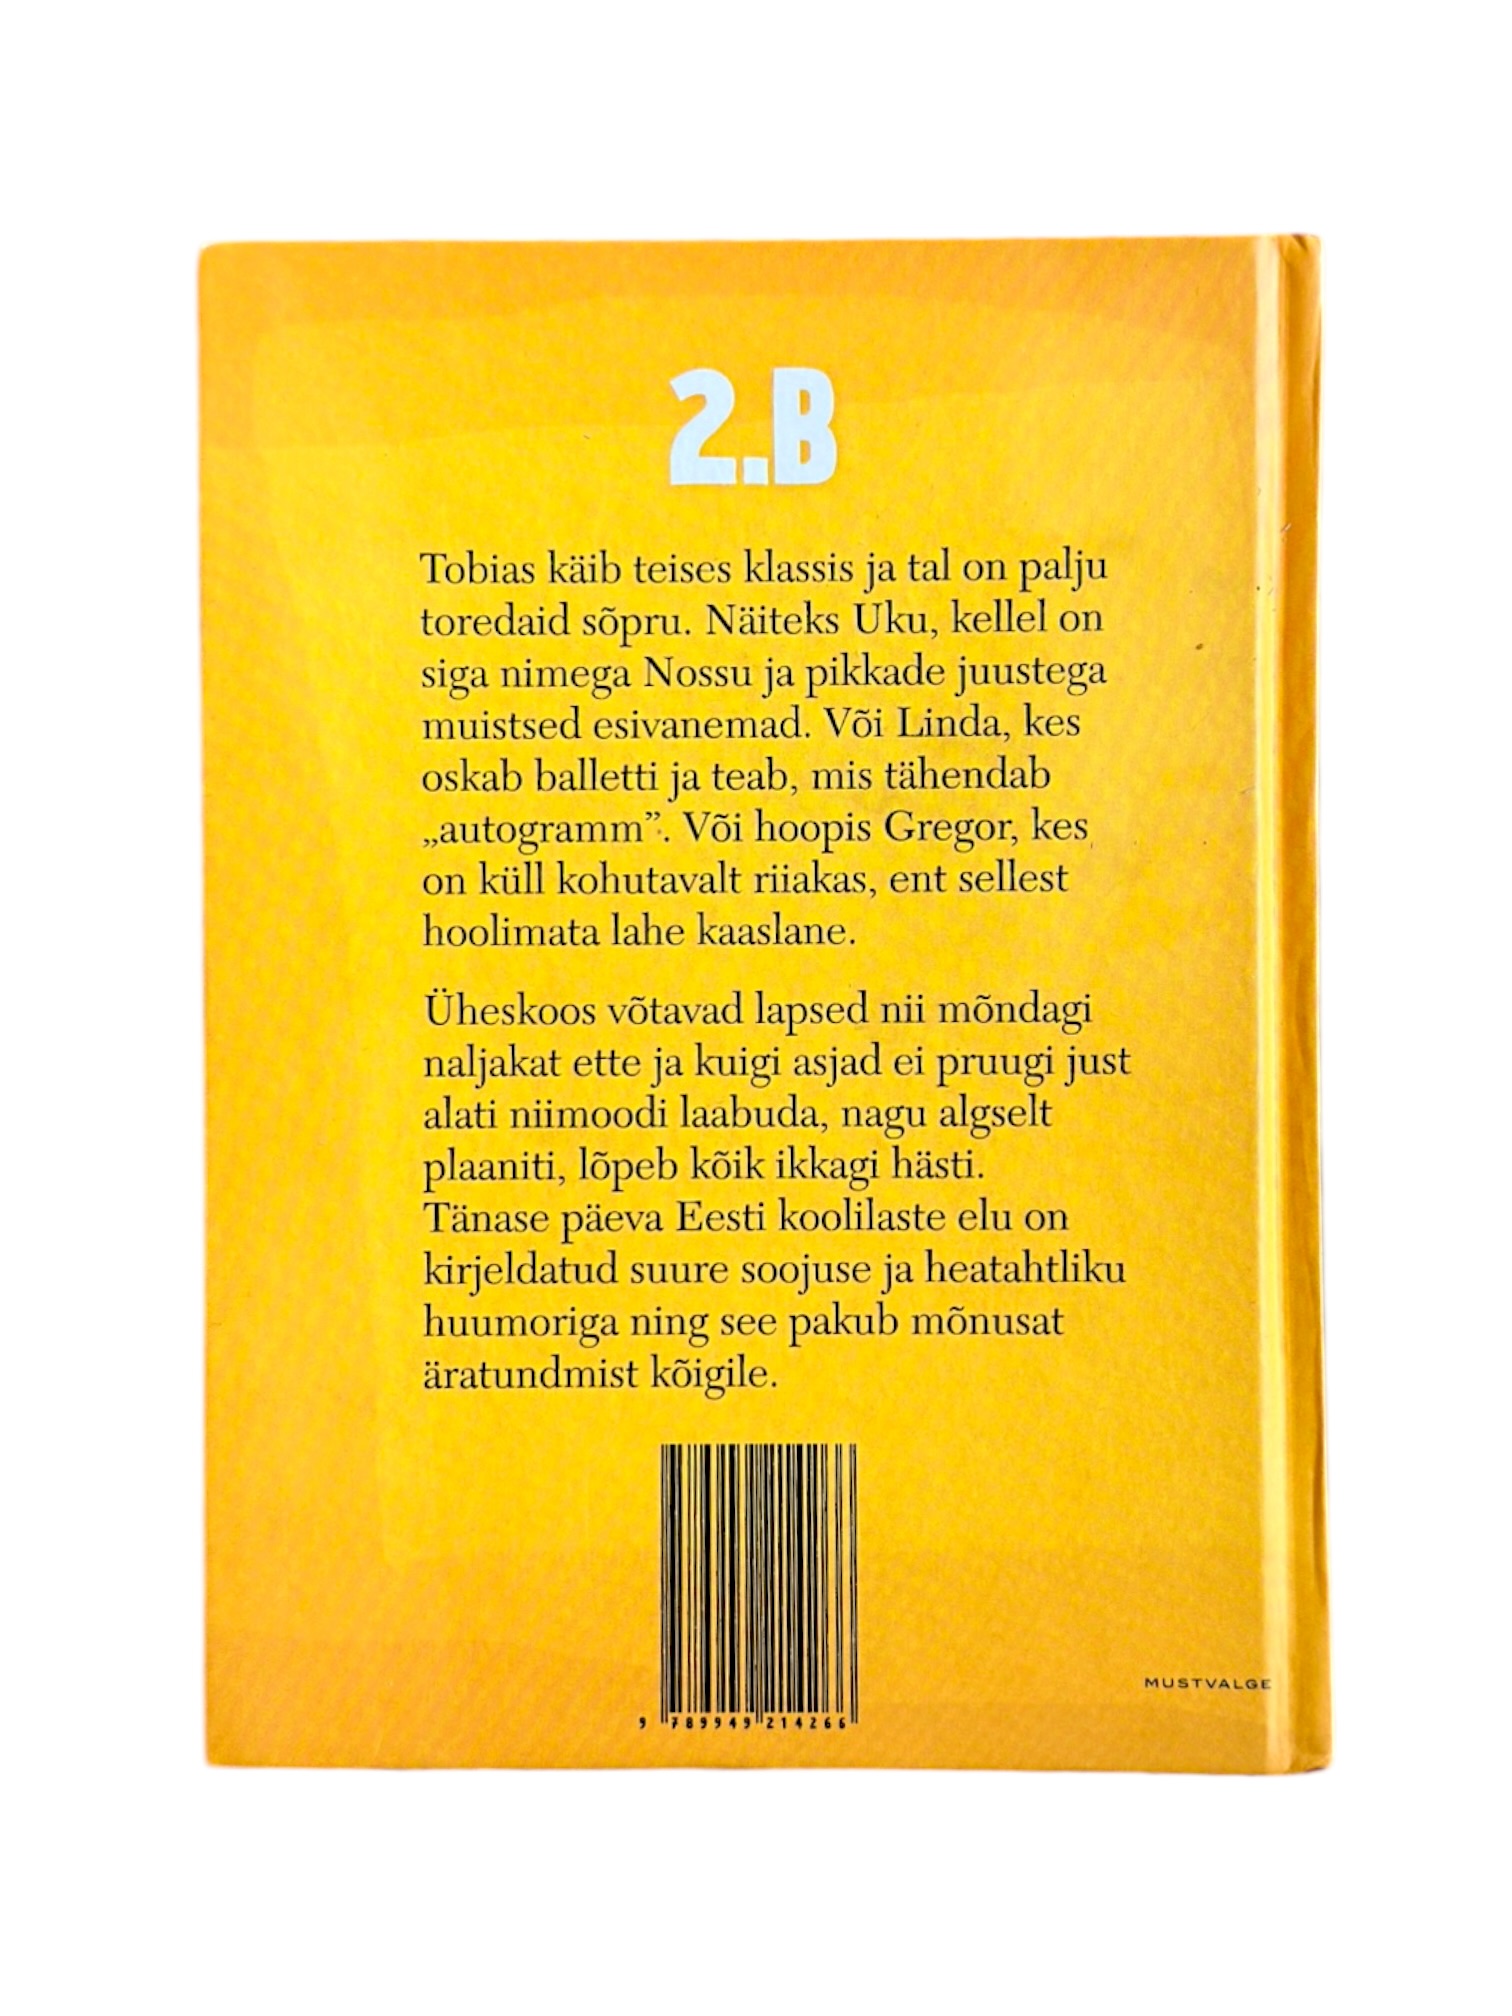 2.B
Tobias käib teises klassis ja tal on palju
toredaid sõpru. Näiteks Uku, kellel on
siga nimega Nossu ja pikkade juustega
muistsed esivanemad. Või Linda, kes
oskab balletti ja teab, mis tähendab
„autogramm”. Või hoopis Gregor, kes
on küll kohutavalt riiakas, ent sellest
hoolimata lahe kaaslane.
Üheskoos võtavad lapsed nii mõndagi
naljakat ette ja kuigi asjad ei pruugi just
alati niimoodi laabuda, nagu algselt
plaaniti, lõpeb kõik ikkagi hästi.
Tänase päeva Eesti koolilaste elu on
kirjeldatud suure soojuse ja heatahtliku
huumoriga ning see pakub mõnusat
äratundmist kõigile.
MUSTVALGE
9 789949 214266